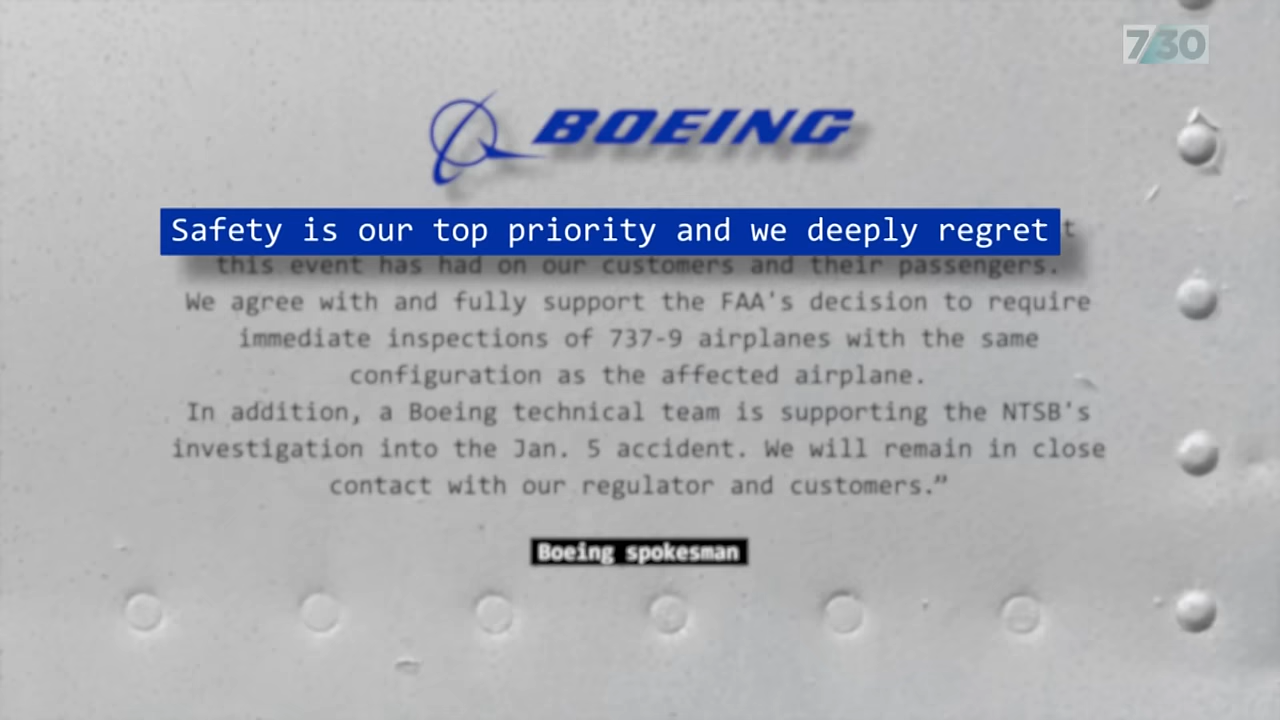 7.30
BOEING
Safety is our top priority and we deeply regret
this event has had on our customers and their passengers.
We agree with and fully support the FAA's decision to require
immediate inspections of 737-9 airplanes with the same
configuration as the affected airplane.
In addition, a Boeing technical team is supporting the NTSB's
investigation into the Jan. 5 accident. We will remain in close
contact with our regulator and customers.”
Boeing spokesman